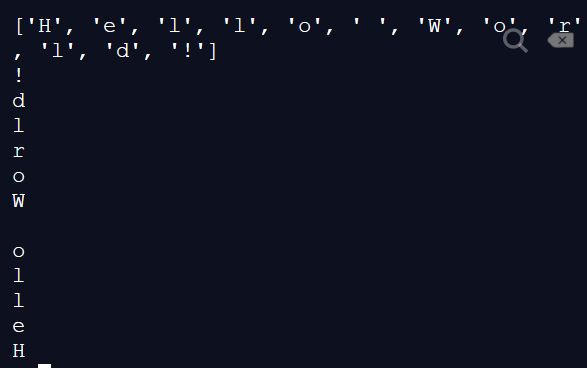 ['H', 'e', 'l', 'l', 'o', ' ', 'W', 'o', 'r'
, 'l', 'd', '!']
!
d
l
r
o
W

o
l
l
e
H